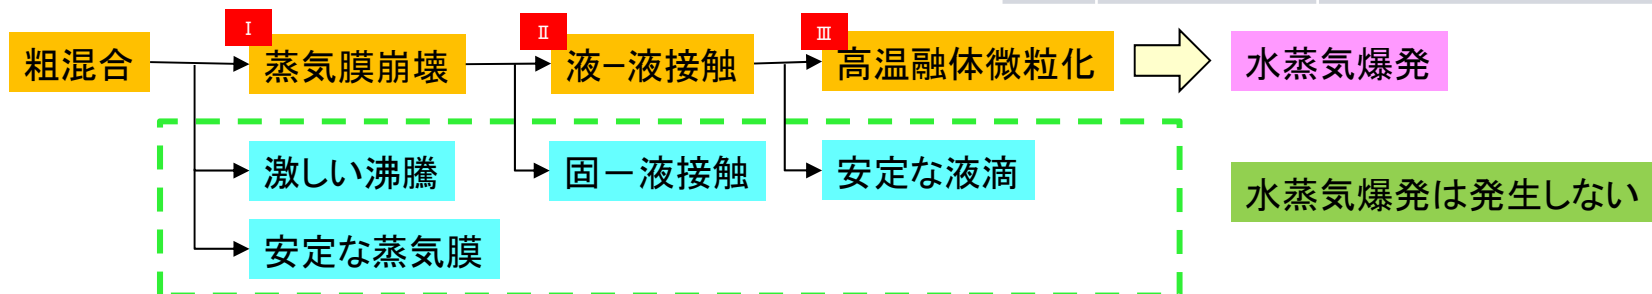 Ⅰ
Ⅱ
Ⅲ
粗混合
蒸気膜崩壊
液−液接触
高温融体微粒化
水蒸気爆発
激しい沸騰
固－液接触
安定な液滴
水蒸気爆発は発生しない
安定な蒸気膜